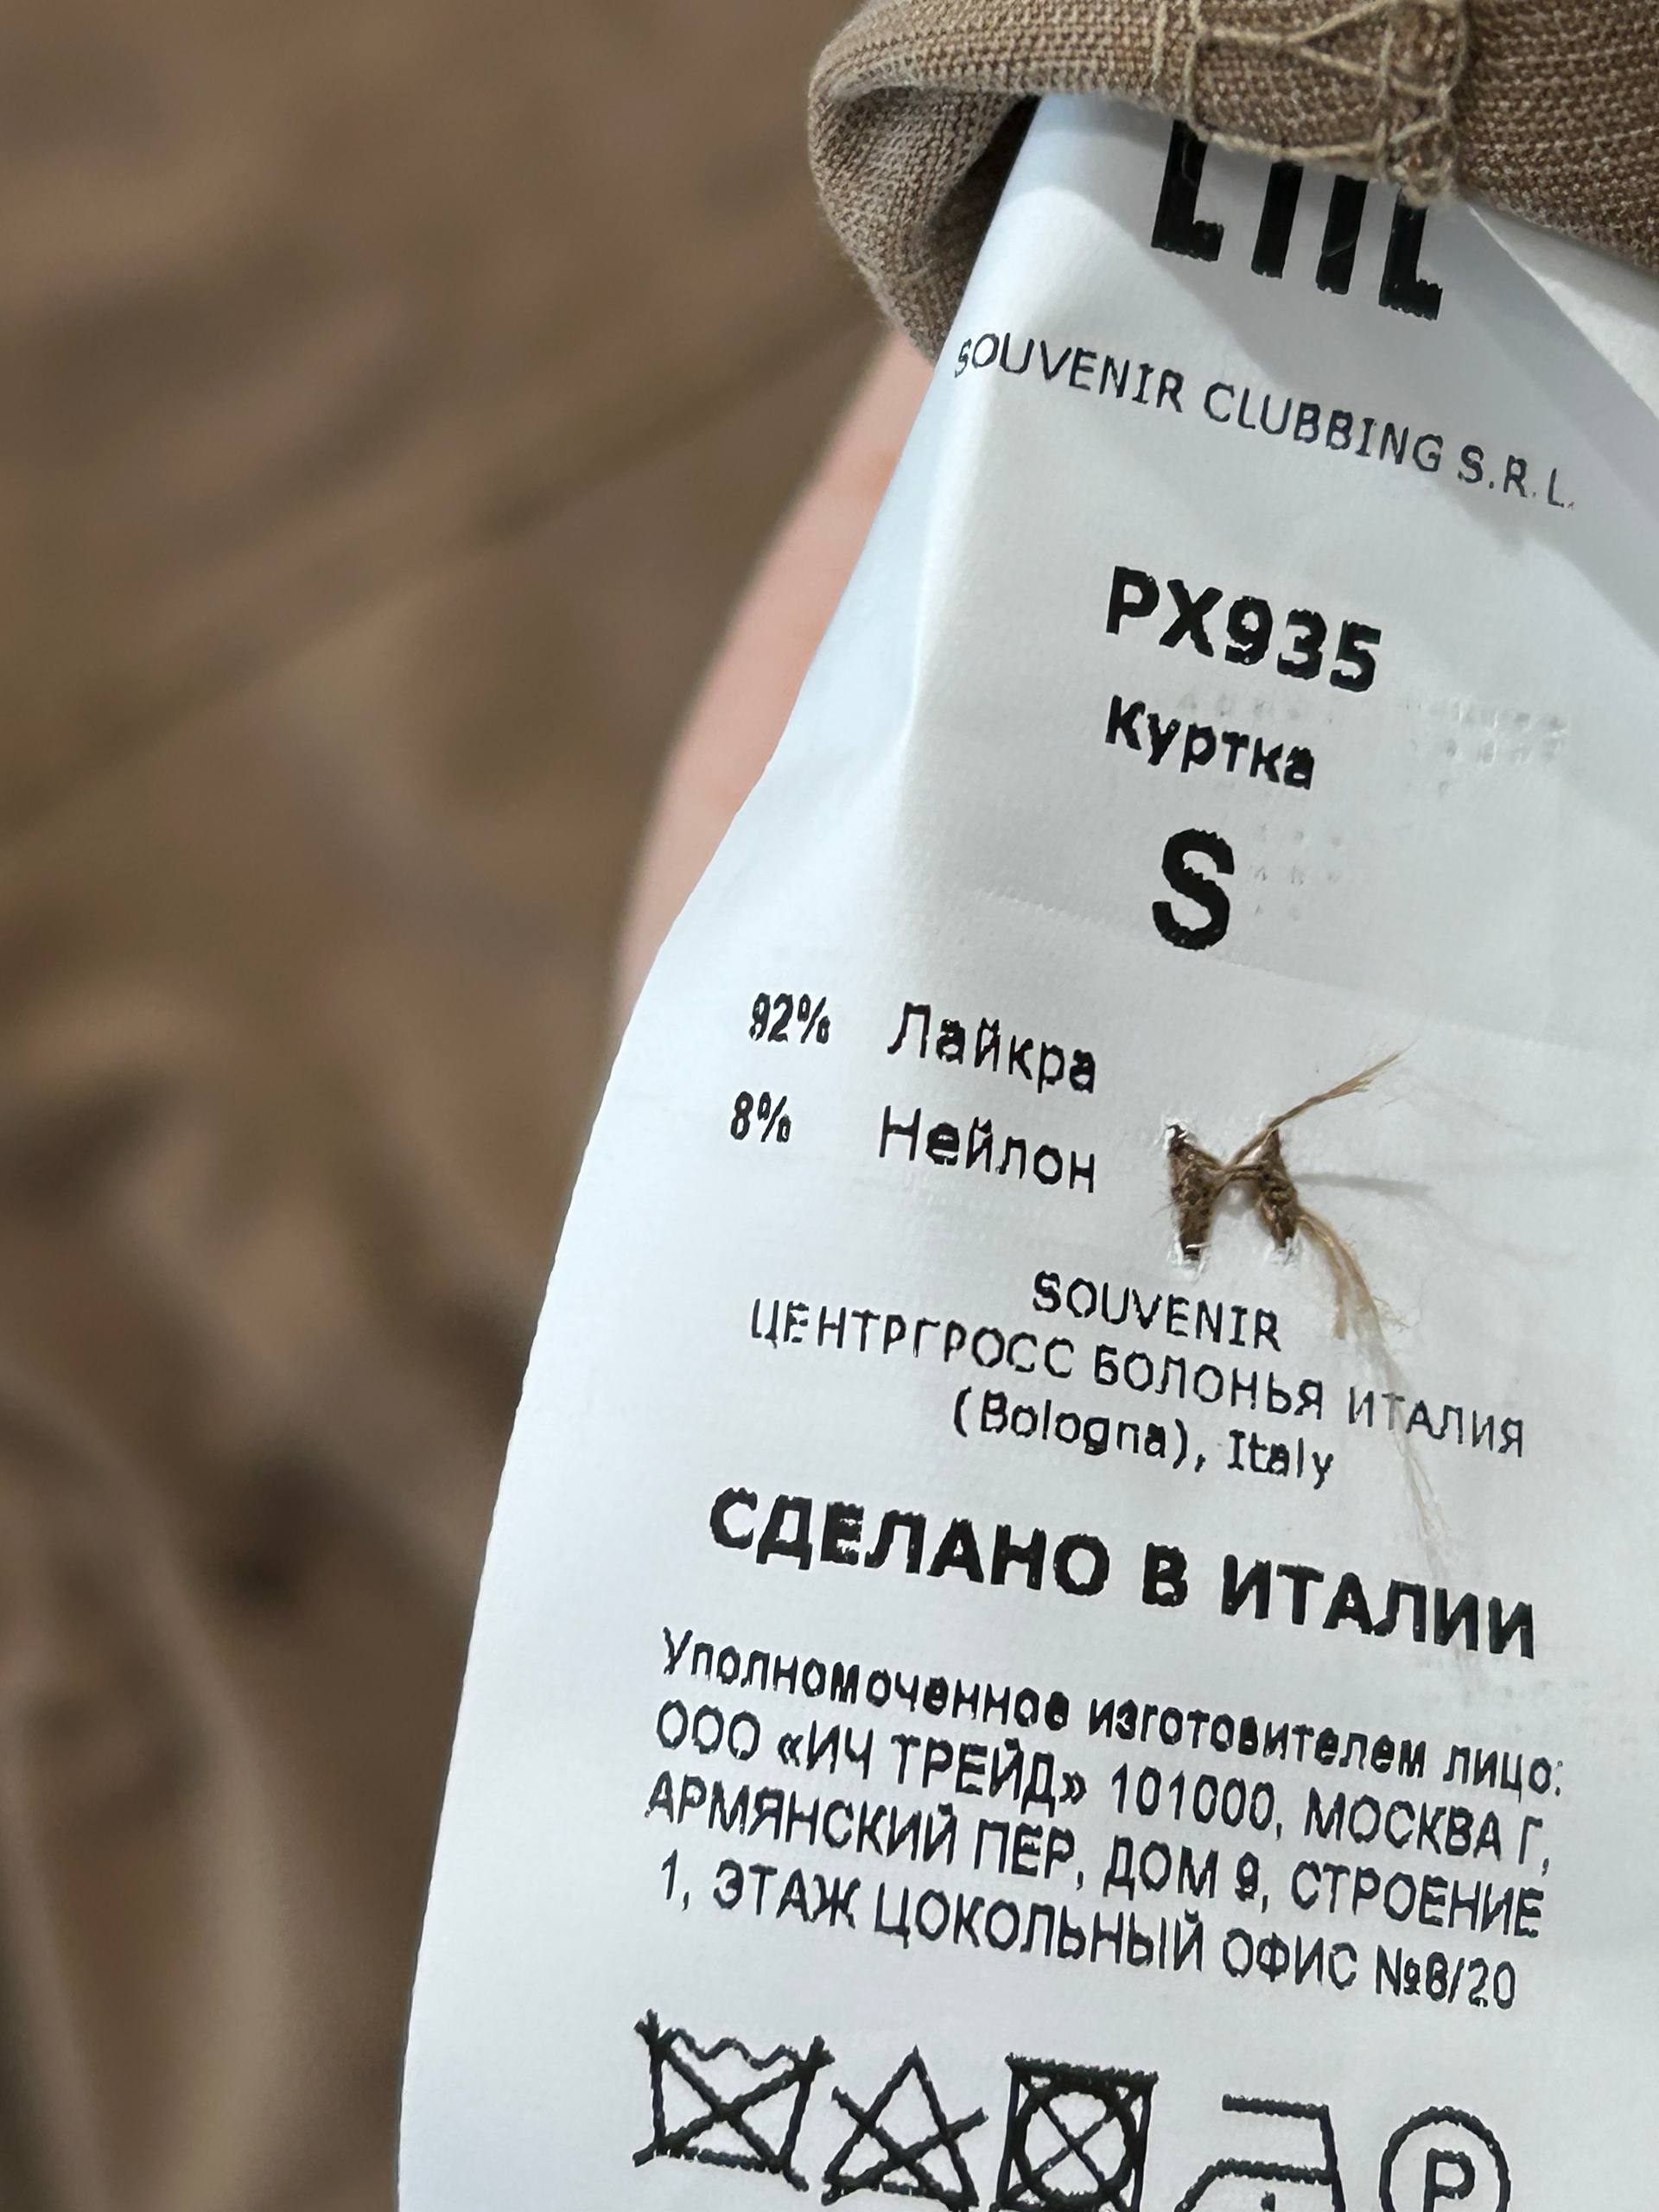 SOUVENIR CLUBBING S.R.L.
PX935
Куртка
S
92% Лайкра
8% Нейлон
SOUVENIR
ЦЕНТРГРОСС БОЛОНЬЯ ИТАЛИЯ
(Bologna), Italy
СДЕЛАНО В ИТАЛИИ
Уполномоченное изготовителем лицо:
ООО «ИЧ ТРЕЙД» 101000, МОСКВА Г,
АРМЯНСКИЙ ПЕР, ДОМ 9, СТРОЕНИЕ
1, ЭТАЖ ЦОКОЛЬНЫЙ ОФИС №8/20
P